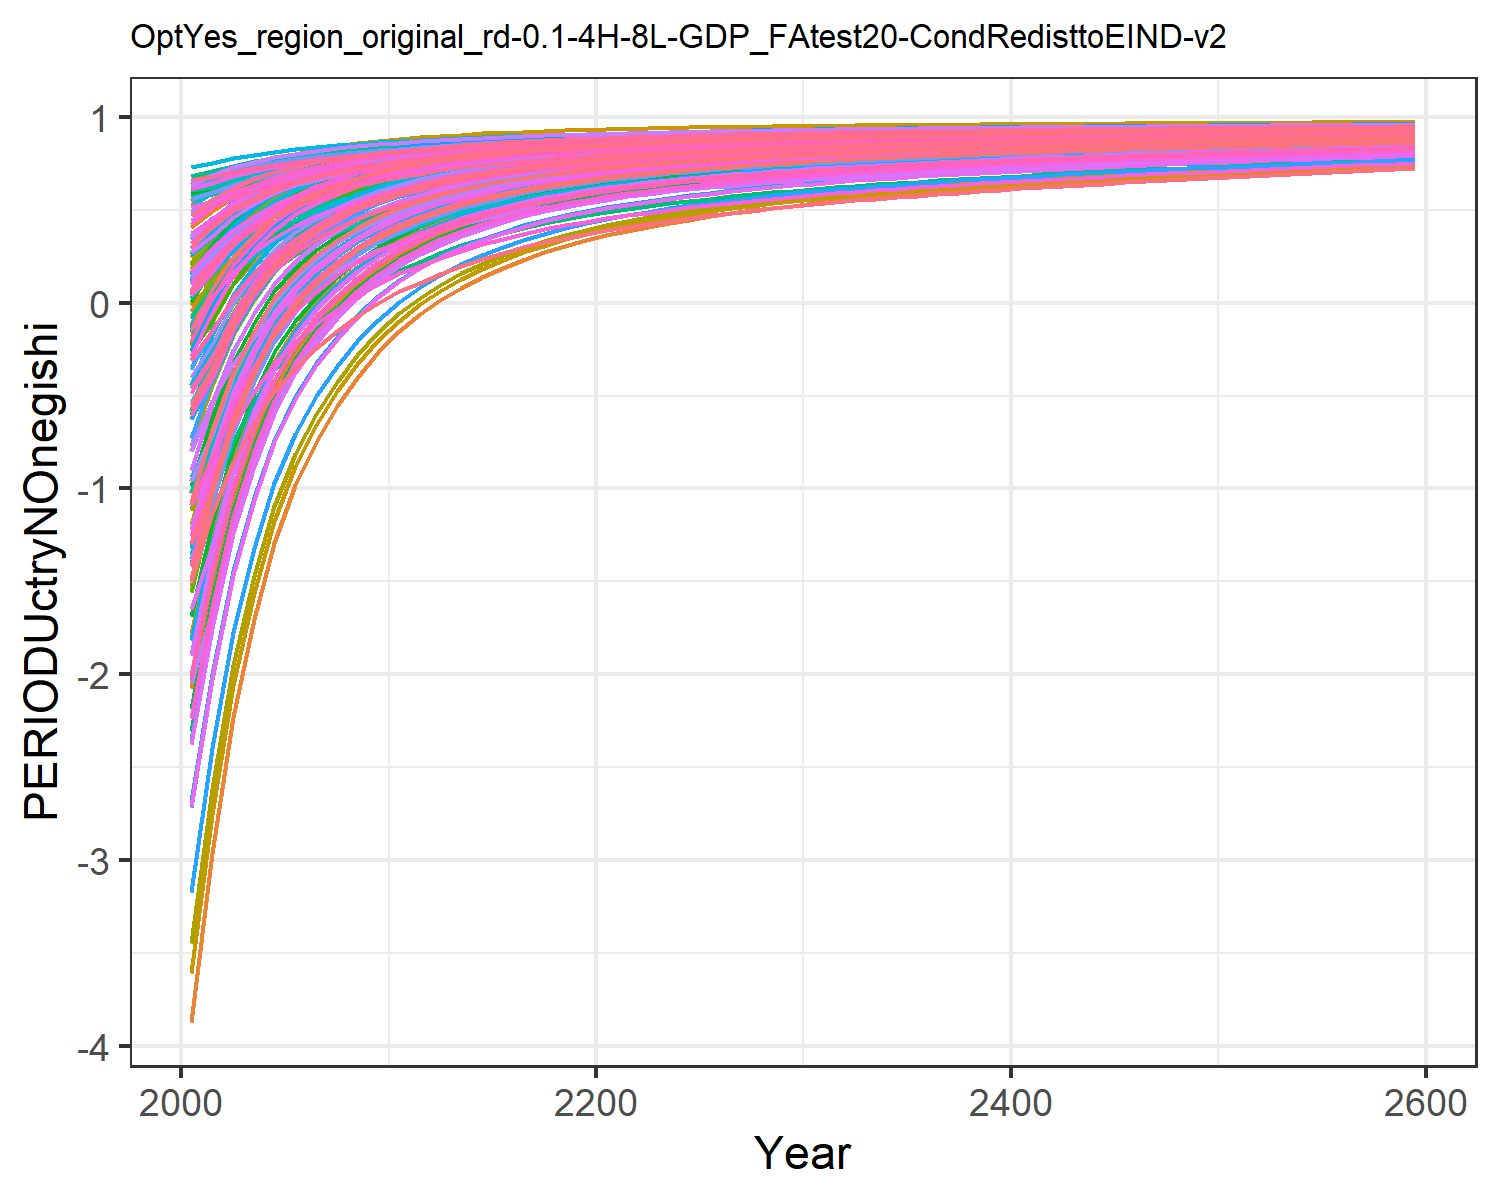 OptYes_region_original_rd-0.1-4H-8L-GDP_FAtest20-CondRedisttoEIND-v2
PERIODUctryNOnegishi
1
0
-1
-2
-3
-4
2000 2200 2400 2600
Year